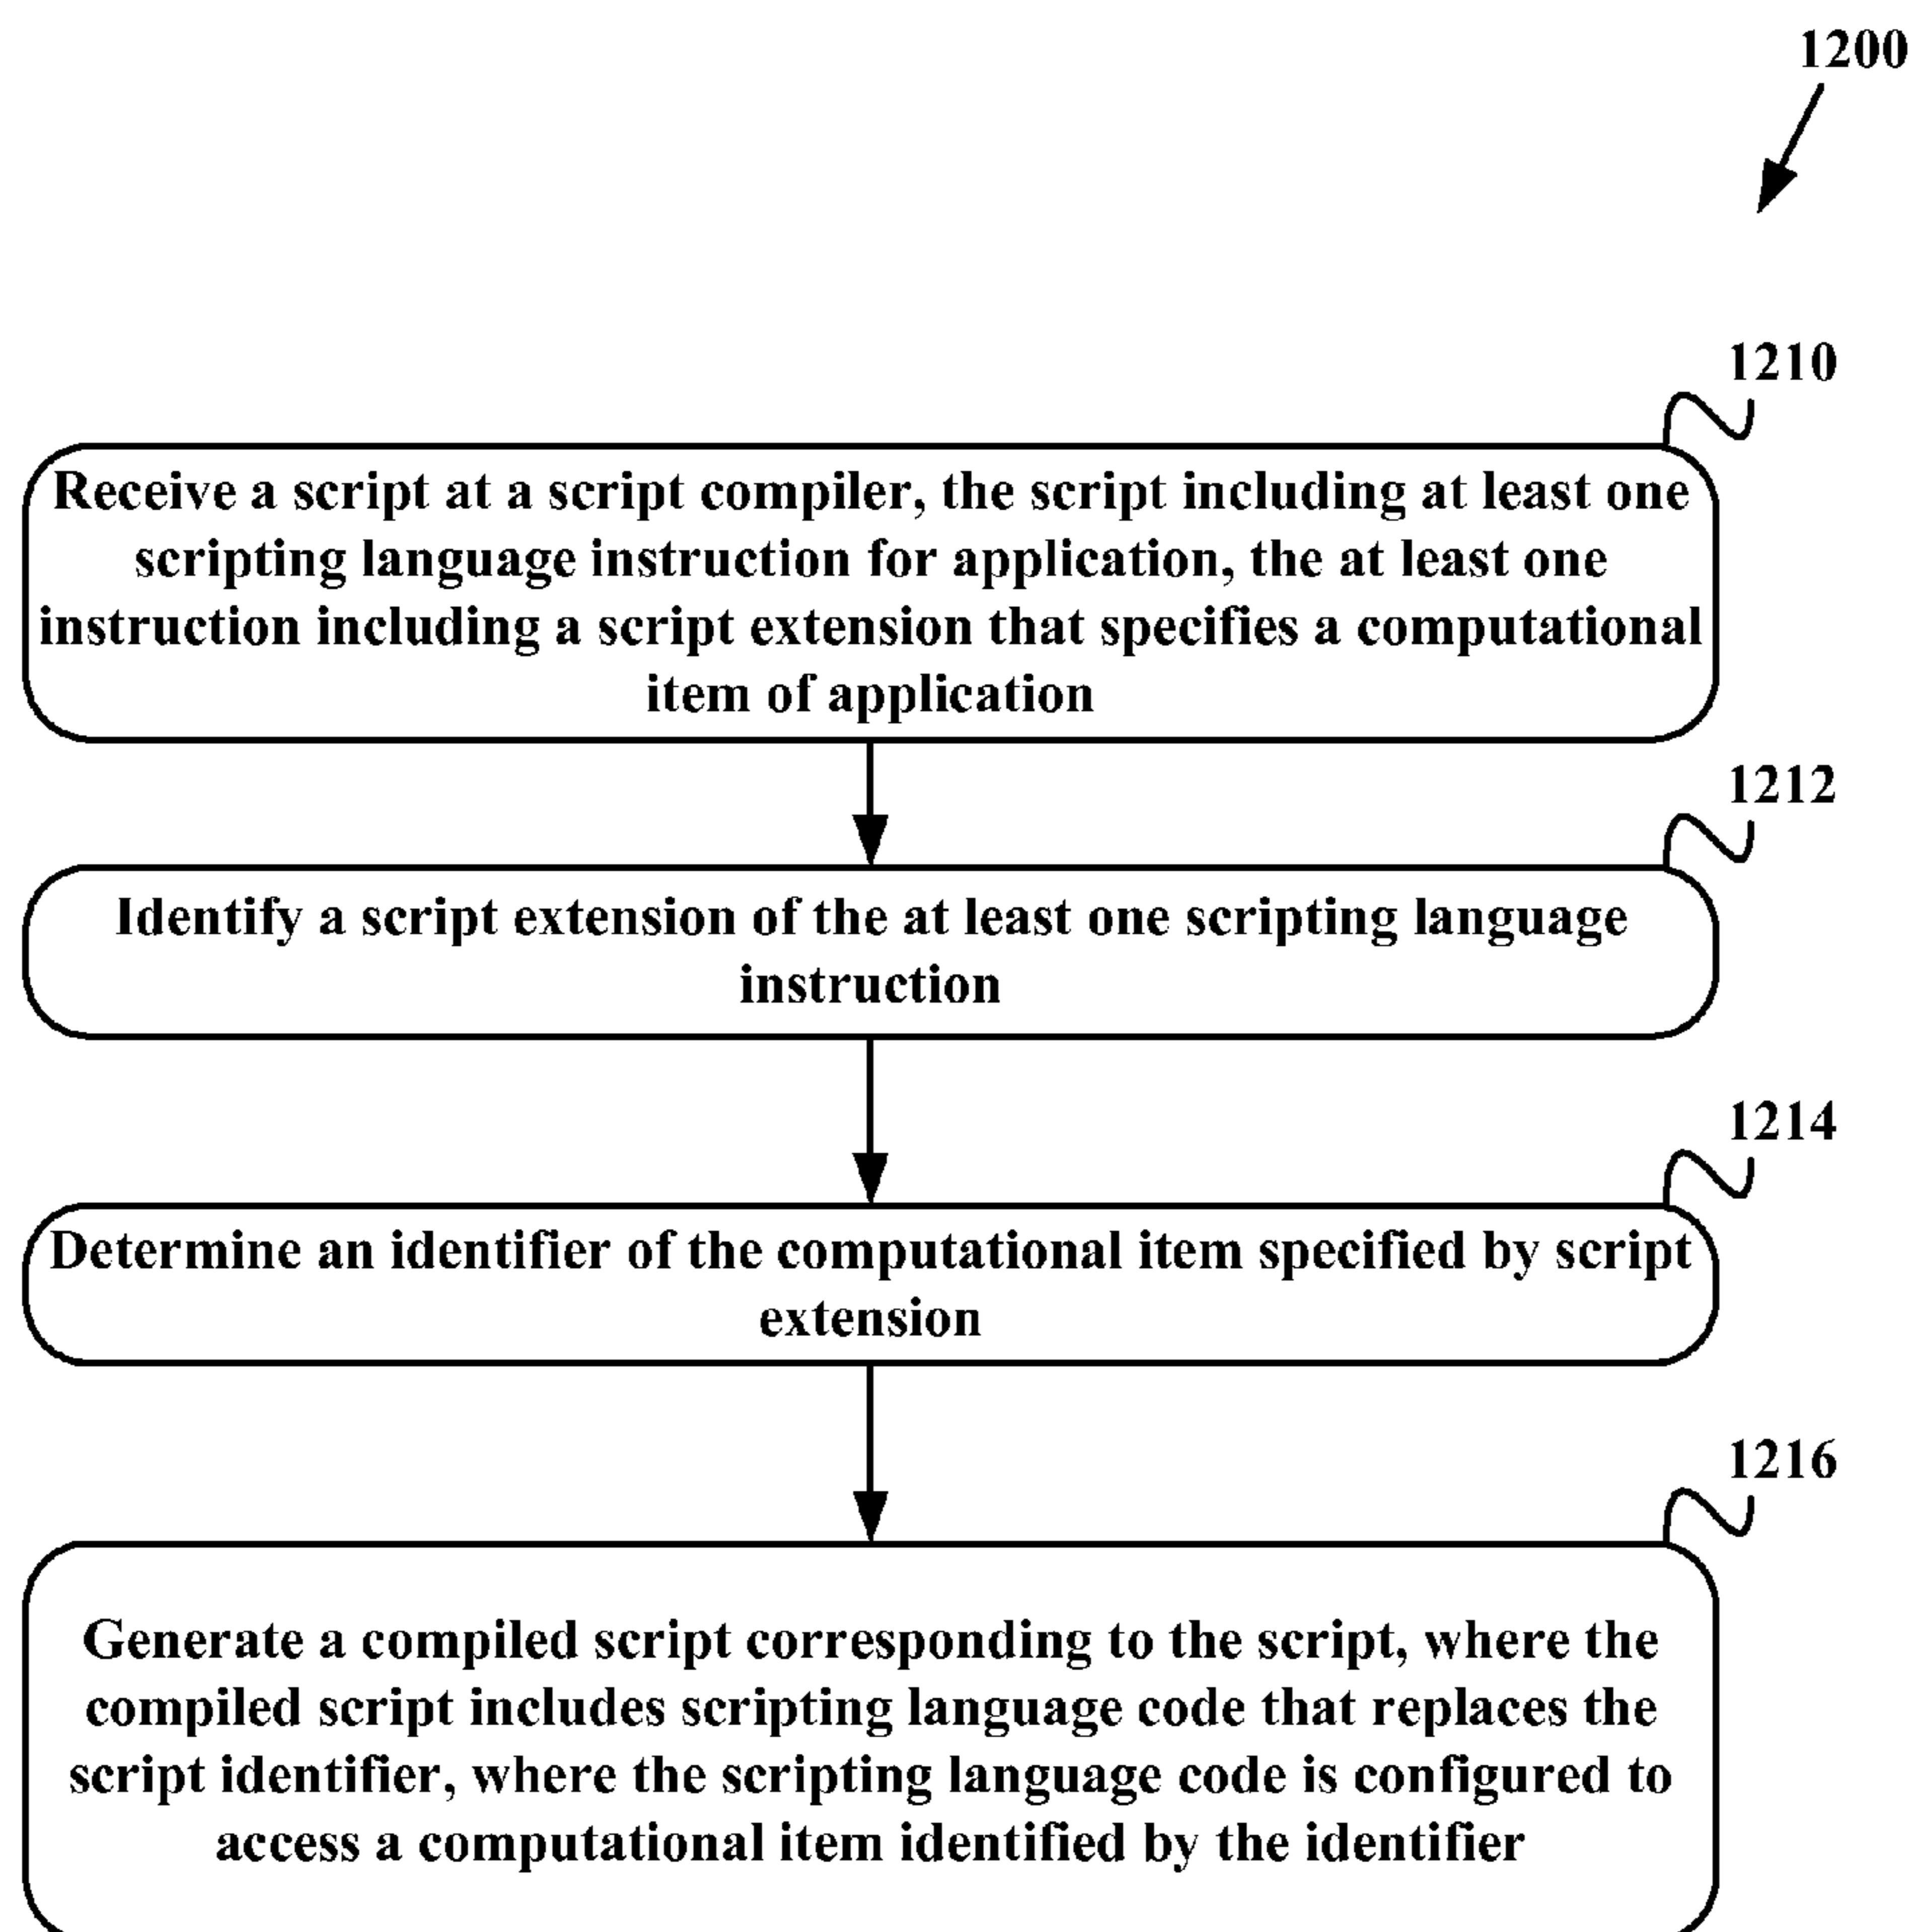 1200
1210
Receive a script at a script compiler, the script including at least one
scripting language instruction for application, the at least one
instruction including a script extension that specifies a computational
item of application
1212
Identify a script extension of the at least one scripting language
instruction
1214
Determine an identifier of the computational item specified by script
extension
1216
Generate a compiled script corresponding to the script, where the
compiled script includes scripting language code that replaces the
script identifier, where the scripting language code is configured to
access a computational item identified by the identifier